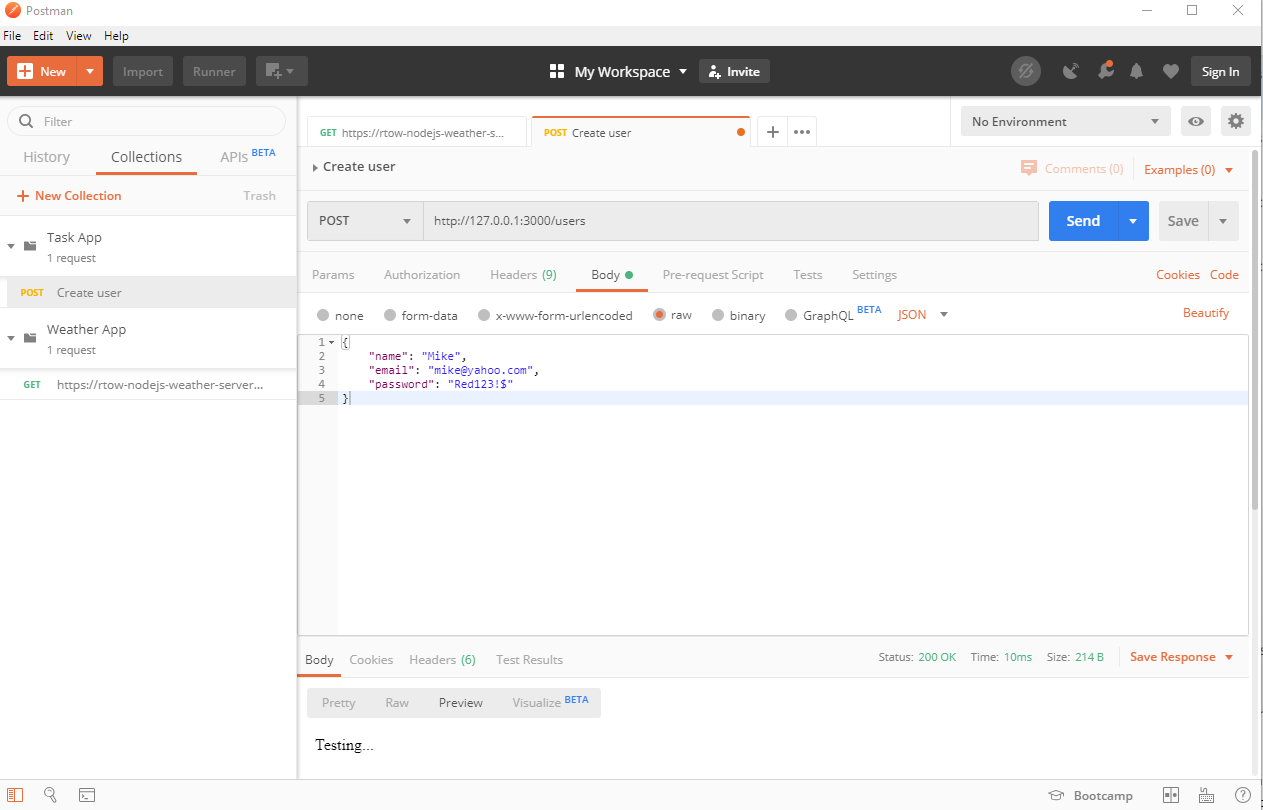 Postman
File Edit View Help
New Import Runner My Workspace Invite Sign In
Filter
History Collections APIs BETA
New Collection Trash
Task App
1 request
POST Create user
Weather App
1 request
GET https://rtow-nodejs-weather-server...
GET https://rtow-nodejs-weather-s... POST Create user No Environment
Create user Comments (0) Examples (0)
POST http://127.0.0.1:3000/users Send Save
Params Authorization Headers (9) Body Pre-request Script Tests Settings Cookies Code
none form-data x-www-form-urlencoded raw binary GraphQL BETA JSON Beautify
1 {
2 "name": "Mike",
3 "email": "mike@yahoo.com",
4 "password": "Red123!$"
5 }
Body Cookies Headers (6) Test Results Status: 200 OK Time: 10ms Size: 214 B Save Response
Pretty Raw Preview Visualize BETA
Testing...
Bootcamp